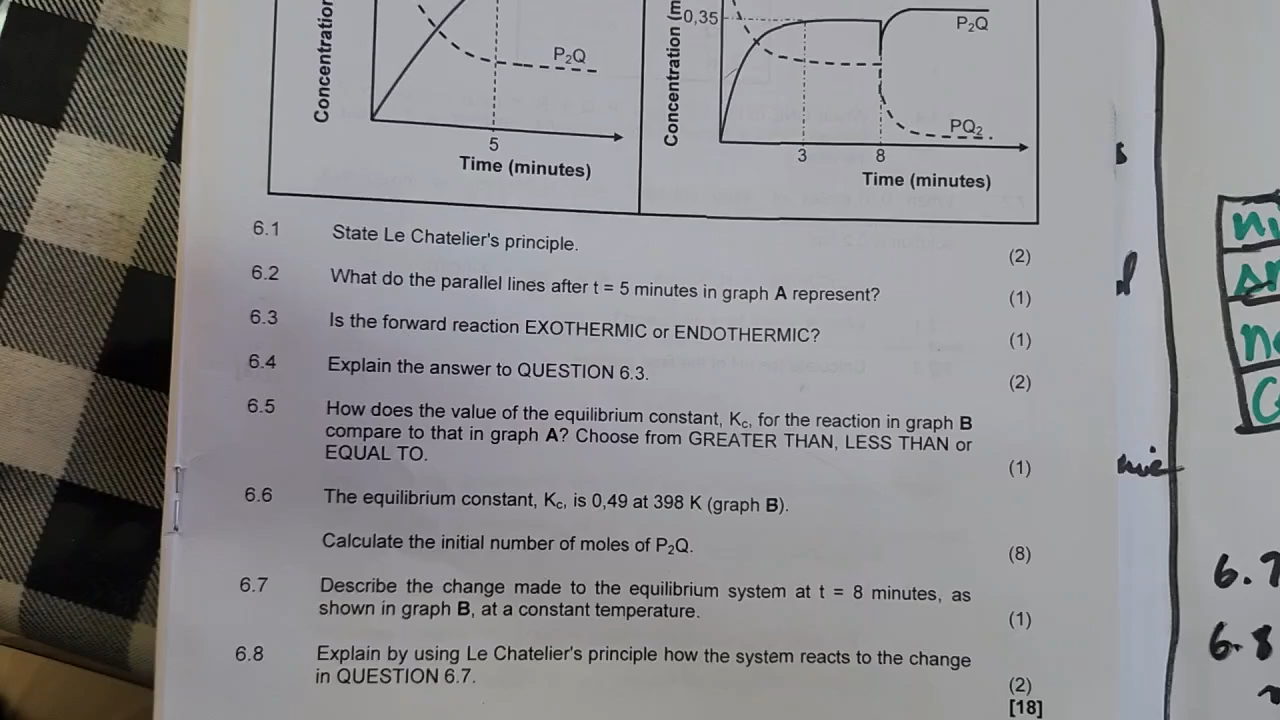 Concentration
P₂Q
5
Time (minutes)
Concentration (m
0,35
P₂Q
PQ₂
3
8
Time (minutes)
6.1 State Le Chatelier's principle. (2)
6.2 What do the parallel lines after t = 5 minutes in graph A represent? (1)
6.3 Is the forward reaction EXOTHERMIC or ENDOTHERMIC? (1)
6.4 Explain the answer to QUESTION 6.3. (2)
6.5 How does the value of the equilibrium constant, Kc, for the reaction in graph B
compare to that in graph A? Choose from GREATER THAN, LESS THAN or
EQUAL TO. (1)
6.6 The equilibrium constant, Kc, is 0,49 at 398 K (graph B).
Calculate the initial number of moles of P₂Q. (8)
6.7 Describe the change made to the equilibrium system at t = 8 minutes, as
shown in graph B, at a constant temperature. (1)
6.8 Explain by using Le Chatelier's principle how the system reacts to the change
in QUESTION 6.7. (2)
[18]
6.7
6.8